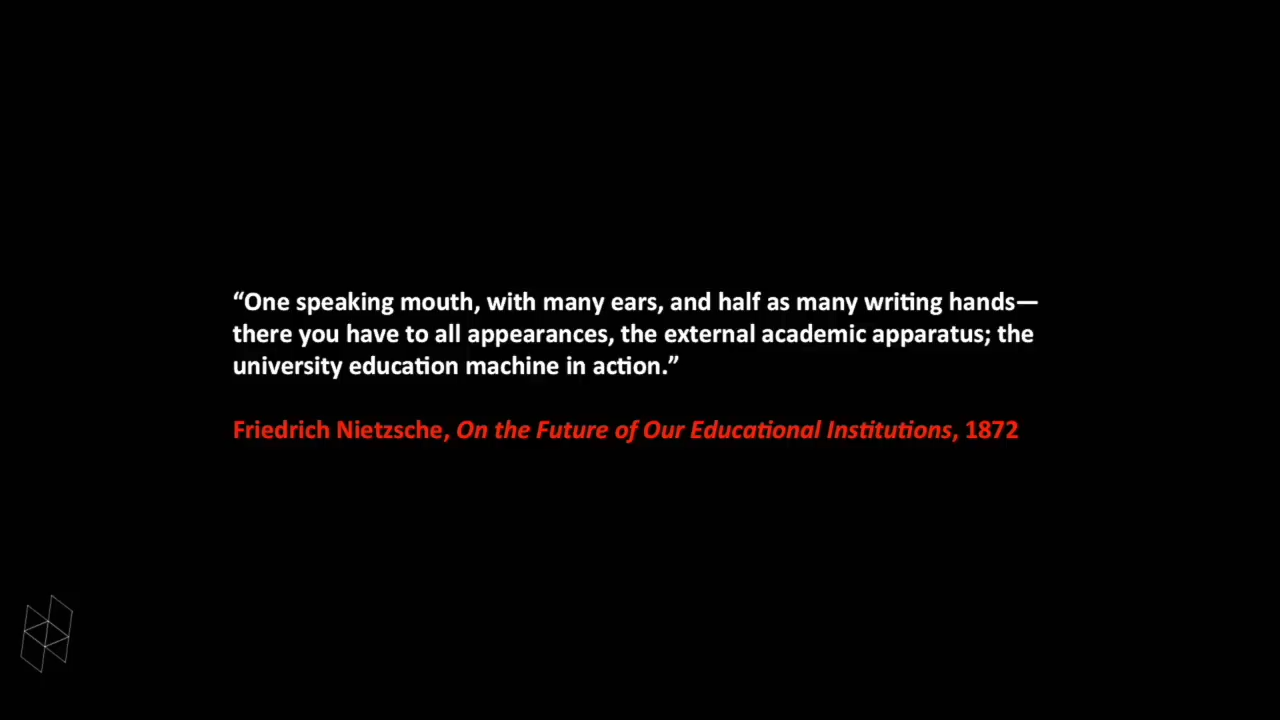 “One speaking mouth, with many ears, and half as many writing hands—
there you have to all appearances, the external academic apparatus; the
university education machine in action.”
Friedrich Nietzsche, On the Future of Our Educational Institutions, 1872